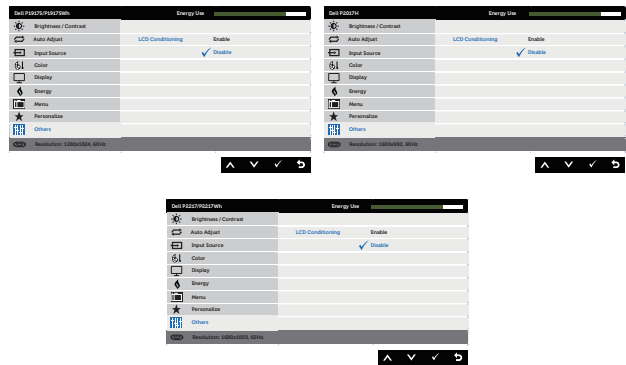 Dell P1917S/P1917SWh Energy Use
Brightness / Contrast
Auto Adjust LCD Conditioning Enable
Input Source Disable
Color
Display
Energy
Menu
Personalize
Others
Resolution: 1280x1024, 60Hz
Dell P2017H Energy Use
Brightness / Contrast
Auto Adjust LCD Conditioning Enable
Input Source Disable
Color
Display
Energy
Menu
Personalize
Others
Resolution: 1600x900, 60Hz
Dell P2217/P2217Wh Energy Use
Brightness / Contrast
Auto Adjust LCD Conditioning Enable
Input Source Disable
Color
Display
Energy
Menu
Personalize
Others
Resolution: 1680x1050, 60Hz